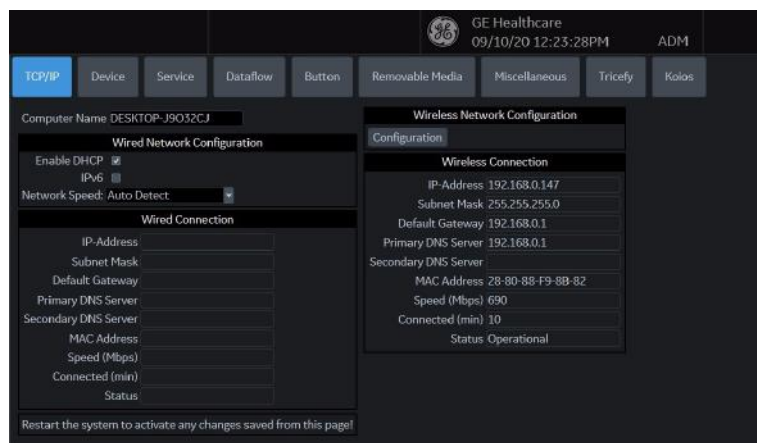 GE Healthcare
09/10/20 12:23:28PM ADM
TCP/IP Device Service Dataflow Button Removable Media Miscellaneous Tricefy Koios
Computer Name DESKTOP-J9O32CJ
Wired Network Configuration
Enable DHCP
IPv6
Network Speed: Auto Detect
Wired Connection
IP-Address
Subnet Mask
Default Gateway
Primary DNS Server
Secondary DNS Server
MAC Address
Speed (Mbps)
Connected (min)
Status
Restart the system to activate any changes saved from this page!
Wireless Network Configuration
Configuration
Wireless Connection
IP-Address 192.168.0.147
Subnet Mask 255.255.255.0
Default Gateway 192.168.0.1
Primary DNS Server 192.168.0.1
Secondary DNS Server
MAC Address 28-80-88-F9-8B-82
Speed (Mbps) 690
Connected (min) 10
Status Operational